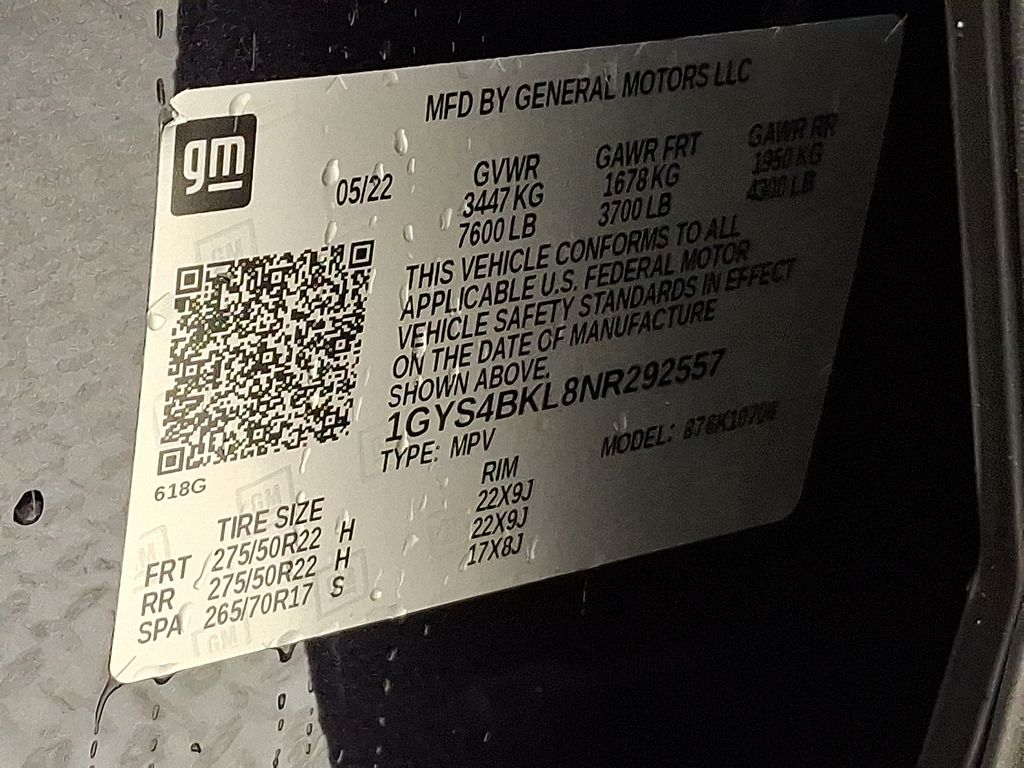 MFD BY GENERAL MOTORS LLC
gm
05/22
GVWR GAWR FRT GAWR RR
3447 KG 1678 KG 1950 KG
7600 LB 3700 LB 4300 LB
THIS VEHICLE CONFORMS TO ALL
APPLICABLE U.S. FEDERAL MOTOR
VEHICLE SAFETY STANDARDS IN EFFECT
ON THE DATE OF MANUFACTURE
SHOWN ABOVE.
1GYS4BKL8NR292557
TYPE: MPV MODEL:
618G
TIRE SIZE RIM
FRT 275/50R22 H 22X9J
RR 275/50R22 H 22X9J
SPA 265/70R17 S 17X8J